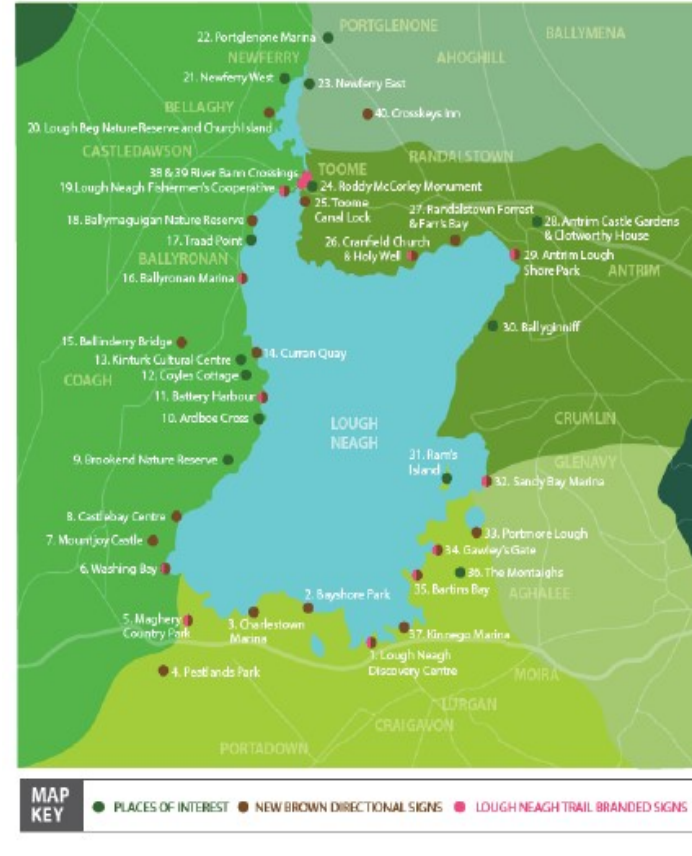 PORTGLENONE
22. Portglenone Marina
BALLYMENA
NEWFERRY
AHOGHILL
21. Newferry West
23. Newferry East
BELLAGHY
40. Crosskeys Inn
20. Lough Beg Nature Reserve and Church Island
CASTLEDAWSON
RANDALSTOWN
38 & 39 River Bann Crossings
TOOME
19. Lough Neagh Fishermen's Cooperative
24. Roddy McCorley Monument
25. Toome
Canal Lock
27. Randalstown Forrest
& Farr's Bay
18. Ballymaguigan Nature Reserve
28. Antrim Castle Gardens
& Clotworthy House
17. Traad Point
26. Cranfield Church
& Holy Well
BALLYRONAN
29. Antrim Lough
Shore Park
ANTRIM
16. Ballyronan Marina
30. Ballyginniff
15. Ballinderry Bridge
14. Curran Quay
13. Kinturk Cultural Centre
12. Coyles Cottage
COAGH
11. Battery Harbour
10. Ardboe Cross
CRUMLIN
LOUGH
NEAGH
9. Brookend Nature Reserve
31. Ram's
Island
GLENAVY
32. Sandy Bay Marina
8. Castlebay Centre
33. Portmore Lough
7. Mountjoy Castle
34. Gawley's Gate
6. Washing Bay
36. The Montaighs
35. Bartins Bay
AGHALEE
2. Bayshore Park
5. Maghery
Country Park
3. Charlestown
Marina
37. Kinnego Marina
1. Lough Neagh
Discovery Centre
4. Peatlands Park
MOIRA
LURGAN
CRAIGAVON
PORTADOWN
MAP
KEY
PLACES OF INTEREST
NEW BROWN DIRECTIONAL SIGNS
LOUGH NEAGH TRAIL BRANDED SIGNS